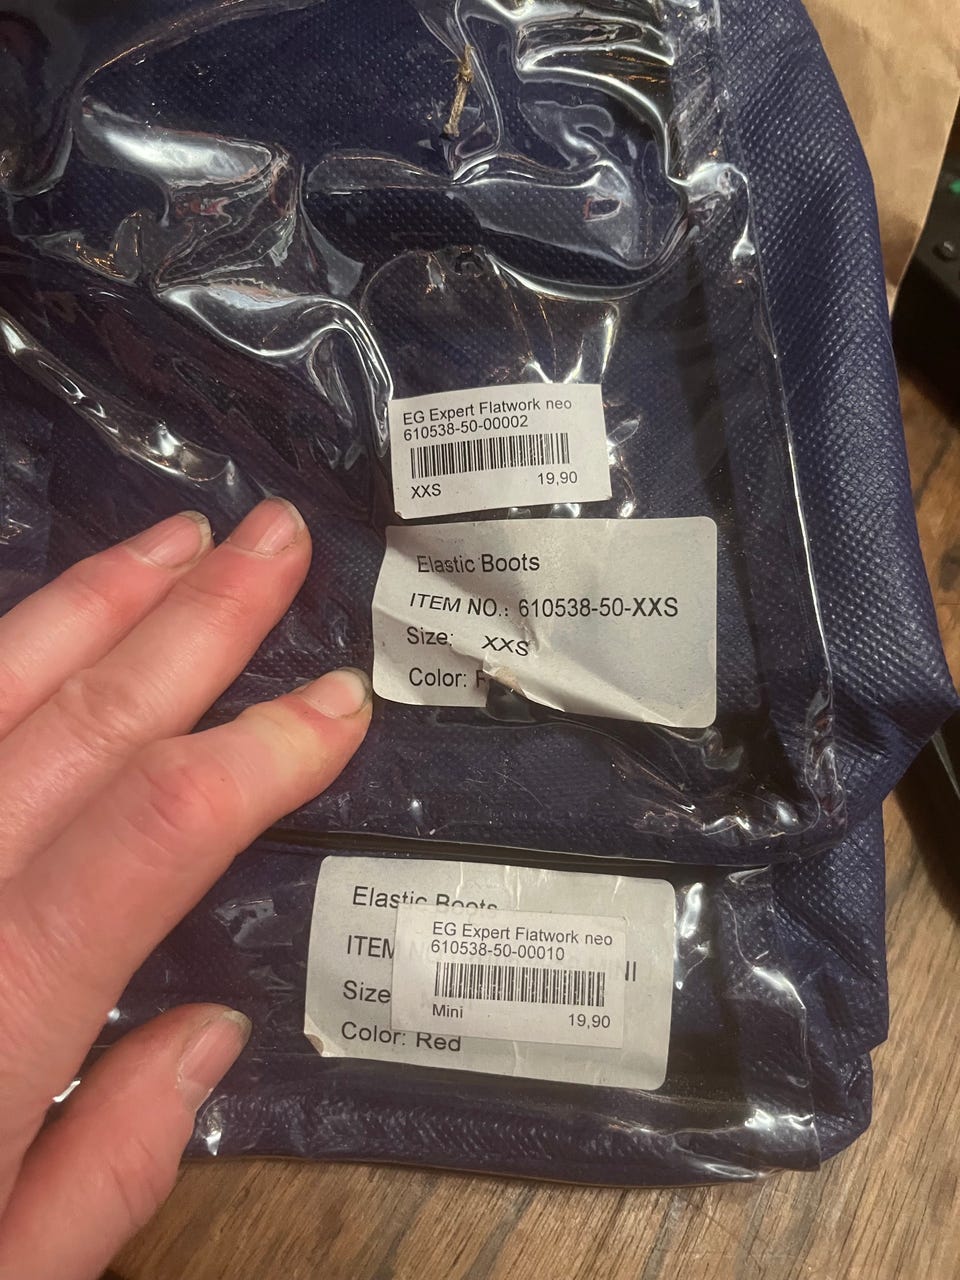 EG Expert Flatwork neo
610538-50-00002
XXS 19,90
Elastic Boots
ITEM NO.: 610538-50-XXS
Size: XXS
Color:
Elastic Boots
EG Expert Flatwork neo
ITEM
610538-50-00010
Size
Mini 19,90
Color: Red